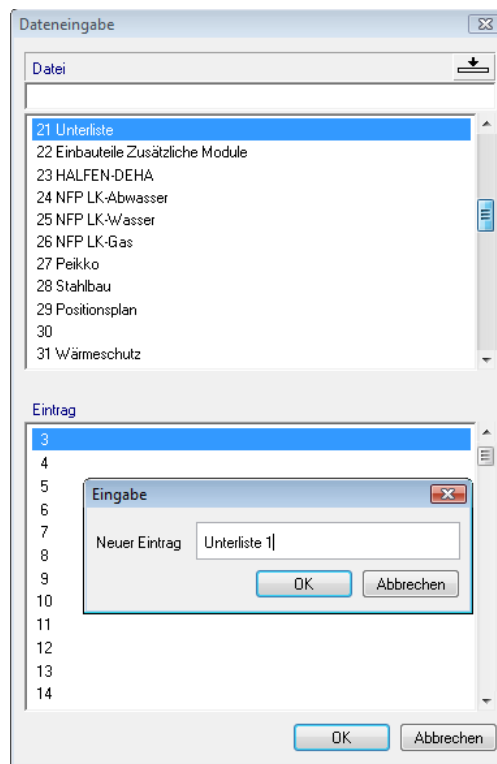 Dateneingabe
Datei
21 Unterliste
22 Einbauteile Zusätzliche Module
23 HALFEN-DEHA
24 NFP LK-Abwasser
25 NFP LK-Wasser
26 NFP LK-Gas
27 Peikko
28 Stahlbau
29 Positionsplan
30
31 Wärmeschutz
Eintrag
3
4
5
6
7
8
9
10
11
12
13
14
Eingabe
Neuer Eintrag Unterliste 1
OK Abbrechen
OK Abbrechen